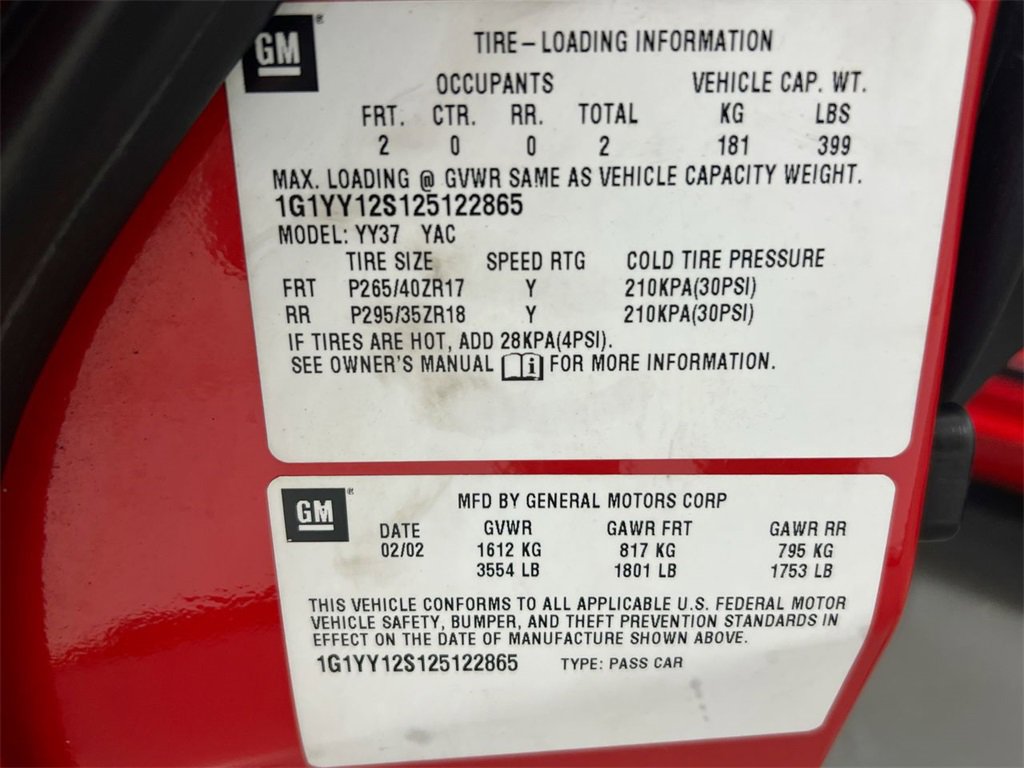 GM®
TIRE-LOADING INFORMATION
OCCUPANTS VEHICLE CAP. WT.
FRT. CTR. RR. TOTAL KG LBS
2 0 0 2 181 399
MAX. LOADING @ GVWR SAME AS VEHICLE CAPACITY WEIGHT.
1G1YY12S125122865
MODEL: YY37 YAC
TIRE SIZE SPEED RTG COLD TIRE PRESSURE
FRT P265/40ZR17 Y 210KPA(30PSI)
RR P295/35ZR18 Y 210KPA(30PSI)
IF TIRES ARE HOT, ADD 28KPA(4PSI).
SEE OWNER'S MANUAL i FOR MORE INFORMATION.
GM®
MFD BY GENERAL MOTORS CORP
DATE GVWR GAWR FRT GAWR RR
02/02 1612 KG 817 KG 795 KG
3554 LB 1801 LB 1753 LB
THIS VEHICLE CONFORMS TO ALL APPLICABLE U.S. FEDERAL MOTOR
VEHICLE SAFETY, BUMPER, AND THEFT PREVENTION STANDARDS IN
EFFECT ON THE DATE OF MANUFACTURE SHOWN ABOVE.
1G1YY12S125122865 TYPE: PASS CAR